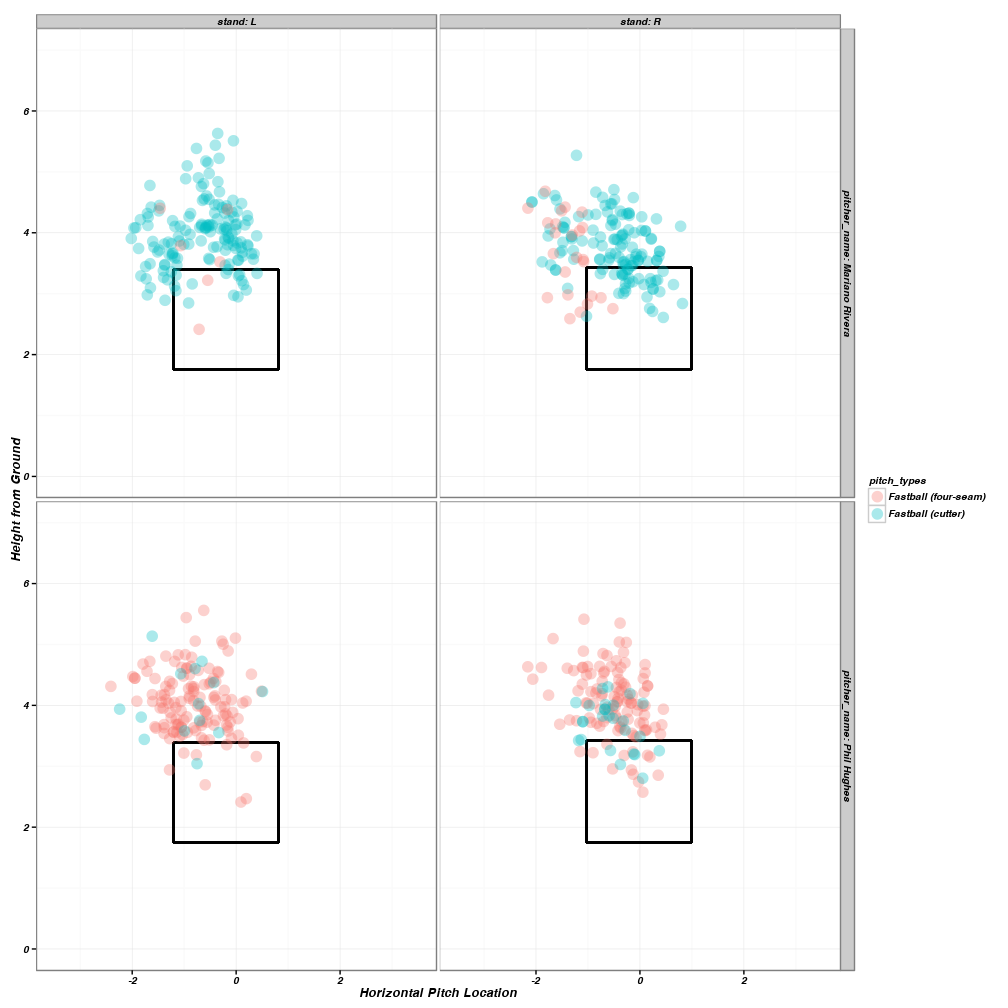 stand: L
stand: R
6
4
2
0
pitcher_name: Mariano Rivera
6
4
2
0
pitcher_name: Phil Hughes
-2
0
2
-2
0
2
Height from Ground
Horizontal Pitch Location
pitch_types
Fastball (four-seam)
Fastball (cutter)